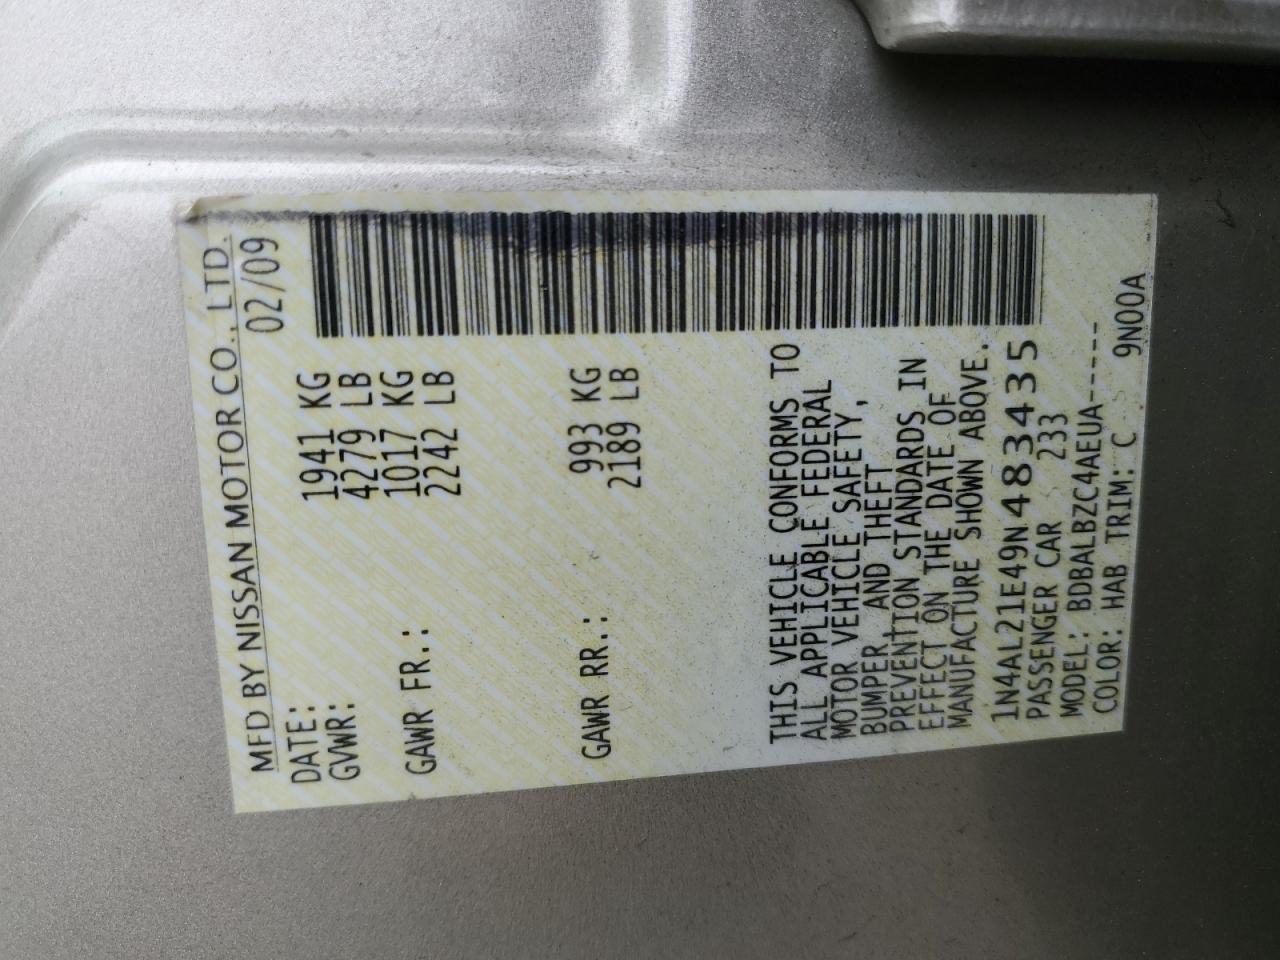 MFD BY NISSAN MOTOR CO., LTD.
DATE: 02/09
GVWR: 1941 KG
4279 LB
GAWR FR.: 1017 KG
2242 LB
GAWR RR.: 993 KG
2189 LB
THIS VEHICLE CONFORMS TO
ALL APPLICABLE FEDERAL
MOTOR VEHICLE SAFETY,
BUMPER AND THEFT
PREVENTION STANDARDS IN
EFFECT ON THE DATE OF
MANUFACTURE SHOWN ABOVE.
1N4AL21E49N483435
PASSENGER CAR 233
MODEL: BDBALBZC4AEUA-----
COLOR: HAB TRIM: C 9N00A